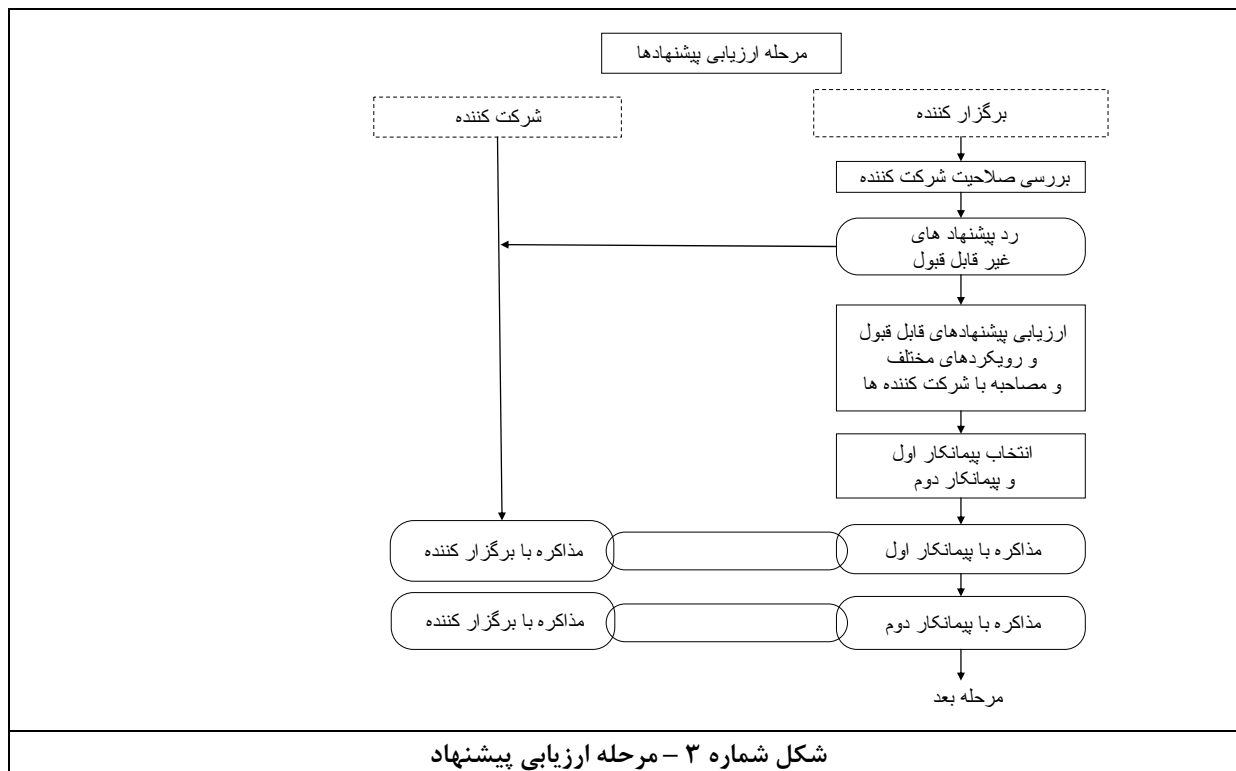 مرحله ارزیابی پیشنهادها
برگزار کننده
شرکت کننده
بررسی صلاحیت شرکت کننده
رد پیشنهاد های
غیر قابل قبول
ارزیابی پیشنهادهای قابل قبول
و رویکردهای مختلف
و مصاحبه با شرکت کننده ها
انتخاب پیمانکار اول
و پیمانکار دوم
مذاکره با پیمانکار اول
مذاکره با برگزار کننده
مذاکره با پیمانکار دوم
مذاکره با برگزار کننده
مرحله بعد
شکل شماره ۳ – مرحله ارزیابی پیشنهاد